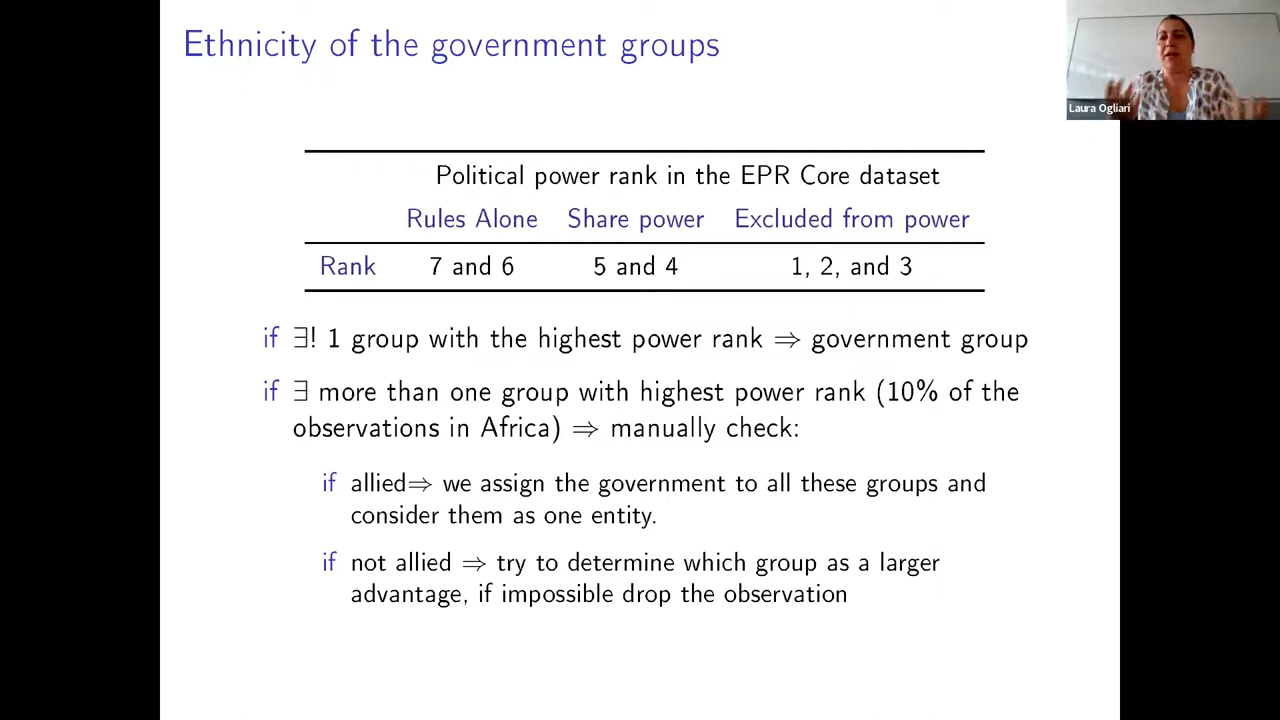 Ethnicity of the government groups
Laura Ogliari
Political power rank in the EPR Core dataset
Rules Alone Share power Excluded from power
Rank 7 and 6 5 and 4 1, 2, and 3
if ∃! 1 group with the highest power rank ⇒ government group
if ∃ more than one group with highest power rank (10% of the
observations in Africa) ⇒ manually check:
if allied⇒ we assign the government to all these groups and
consider them as one entity.
if not allied ⇒ try to determine which group as a larger
advantage, if impossible drop the observation